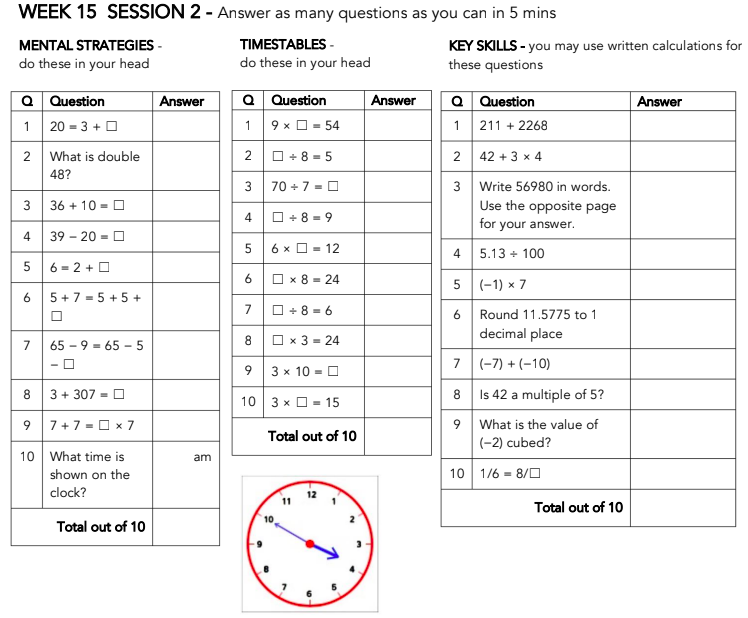 WEEK 15 SESSION 2 - Answer as many questions as you can in 5 mins
MENTAL STRATEGIES -
do these in your head
Q Question Answer
1 20 = 3 + □
2 What is double
48?
3 36 + 10 = □
4 39 – 20 = □
5 6 = 2 + □
6 5 + 7 = 5 + 5 +
□
7 65 – 9 = 65 – 5
– □
8 3 + 307 = □
9 7 + 7 = □ × 7
10 What time is am
shown on the
clock?
Total out of 10
TIMESTABLES -
do these in your head
Q Question Answer
1 9 × □ = 54
2 □ ÷ 8 = 5
3 70 ÷ 7 = □
4 □ ÷ 8 = 9
5 6 × □ = 12
6 □ × 8 = 24
7 □ ÷ 8 = 6
8 □ × 3 = 24
9 3 × 10 = □
10 3 × □ = 15
Total out of 10
12
11 1
10 2
9 3
8 4
7 5
6
KEY SKILLS - you may use written calculations for
these questions
Q Question Answer
1 211 + 2268
2 42 + 3 × 4
3 Write 56980 in words.
Use the opposite page
for your answer.
4 5.13 ÷ 100
5 (–1) × 7
6 Round 11.5775 to 1
decimal place
7 (–7) + (–10)
8 Is 42 a multiple of 5?
9 What is the value of
(–2) cubed?
10 1/6 = 8/□
Total out of 10